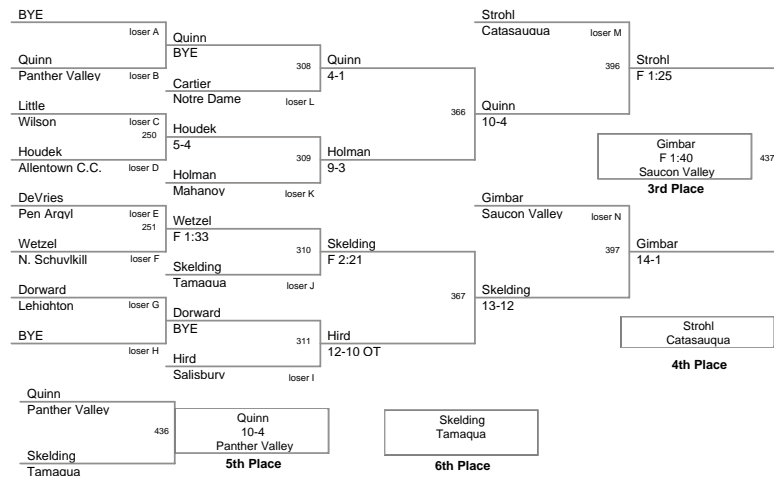 BYE
loser A
Quinn
Panther Valley
loser B
Little
Wilson
loser C
250
Houdek
Allentown C.C.
loser D
DeVries
Pen Argyl
loser E
251
Wetzel
N. Schuylkill
loser F
Dorward
Lehighton
loser G
BYE
loser H
Quinn
BYE
308
Cartier
Notre Dame
loser L
Houdek
5-4
309
Holman
Mahanoy
loser K
Wetzel
F 1:33
310
Skelding
Tamaqua
loser J
Dorward
BYE
311
Hird
Salisbury
loser I
Quinn
4-1
366
Holman
9-3
Skelding
F 2:21
367
Hird
12-10 OT
Strohl
Catasauqua
loser M
396
Quinn
10-4
Gimbar
Saucon Valley
loser N
397
Skelding
13-12
Strohl
F 1:25
Gimbar
F 1:40
Saucon Valley
437
3rd Place
Gimbar
14-1
Strohl
Catasauqua
4th Place
Quinn
Panther Valley
436
Skelding
Tamaqua
Quinn
10-4
Panther Valley
5th Place
Skelding
Tamaqua
6th Place